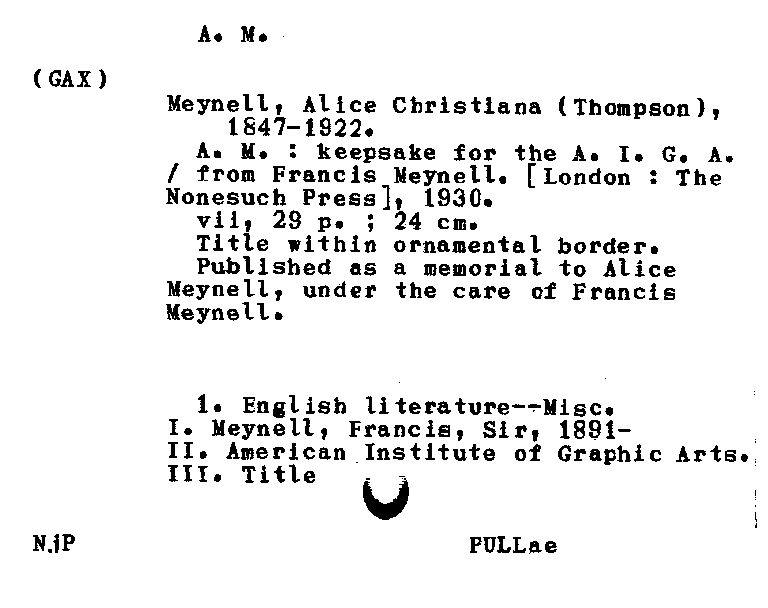 A. M.
(GAX)
Meynell, Alice Christiana (Thompson),
1847-1922.
A. M. : keepsake for the A. I. G. A.
/ from Francis Meynell. [London : The
Nonesuch Press], 1930.
vii, 29 p. ; 24 cm.
Title within ornamental border.
Published as a memorial to Alice
Meynell, under the care of Francis
Meynell.
1. English literature--Misc.
I. Meynell, Francis, Sir, 1891-
II. American Institute of Graphic Arts.
III. Title
NjP PULLae